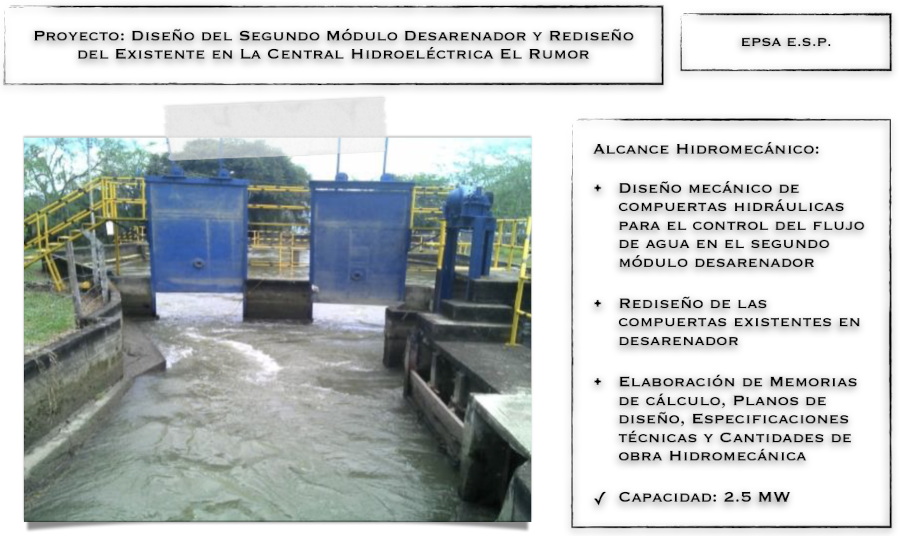 Proyecto: Diseño del Segundo Módulo Desarenador y Rediseño
del Existente en La Central Hidroeléctrica El Rumor
EPSA E.S.P.
Alcance Hidromecánico:
+ Diseño mecánico de
compuertas hidráulicas
para el control del flujo
de agua en el segundo
módulo desarenador
+ Rediseño de las
compuertas existentes en
desarenador
+ Elaboración de Memorias
de cálculo, Planos de
diseño, Especificaciones
técnicas y Cantidades de
obra Hidromecánica
✓ Capacidad: 2.5 MW